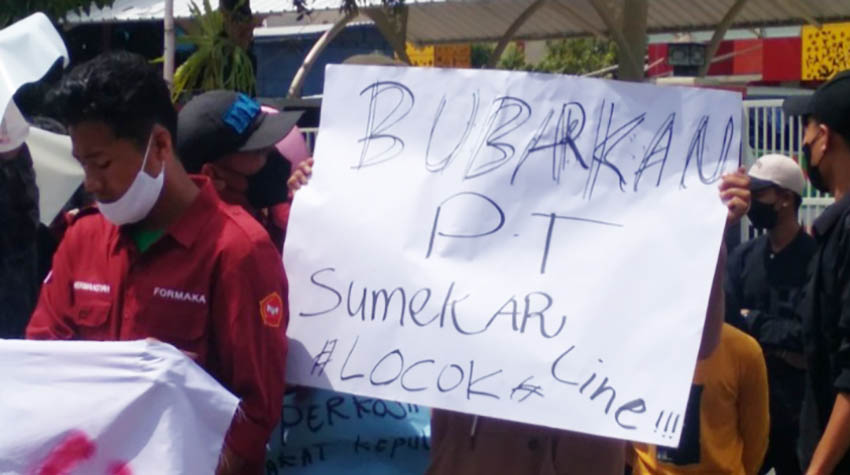 BUBARKAN
P.T
SUMEKAR
Line!!!
#LOCOK#
FORMAKA